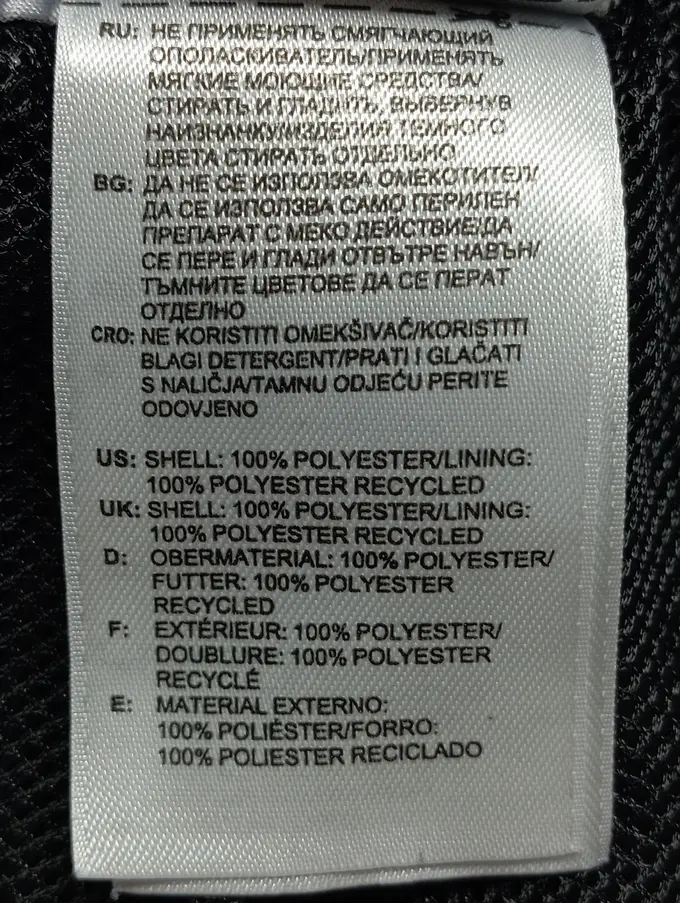 RU: НЕ ПРИМЕНЯТЬ СМЯГЧАЮЩИЙ
ОПОЛАСКИВАТЕЛЬ/ПРИМЕНЯТЬ
МЯГКИЕ МОЮЩИЕ СРЕДСТВА/
СТИРАТЬ И ГЛАДИТЬ, ВЫВЕРНУВ
НАИЗНАНКУ/ИЗДЕЛИЯ ТЕМНОГО
ЦВЕТА СТИРАТЬ ОТДЕЛЬНО
BG: ДА НЕ СЕ ИЗПОЛЗВА ОМЕКОТИТЕЛ/
ДА СЕ ИЗПОЛЗВА САМО ПЕРИЛЕН
ПРЕПАРАТ С МЕКО ДЕЙСТВИЕ/ДА
СЕ ПЕРЕ И ГЛАДИ ОТВЪТРЕ НАВЪН/
ТЪМНИТЕ ЦВЕТОВЕ ДА СЕ ПЕРАТ
ОТДЕЛНО
CRO: NE KORISTITI OMEKŠIVAČ/KORISTITI
BLAGI DETERGENT/PRATI I GLAČATI
S NALIČJA/TAMNU ODJEĆU PERITE
ODOVJENO
US: SHELL: 100% POLYESTER/LINING:
100% POLYESTER RECYCLED
UK: SHELL: 100% POLYESTER/LINING:
100% POLYESTER RECYCLED
D: OBERMATERIAL: 100% POLYESTER/
FUTTER: 100% POLYESTER
RECYCLED
F: EXTÉRIEUR: 100% POLYESTER/
DOUBLURE: 100% POLYESTER
RECYCLÉ
E: MATERIAL EXTERNO:
100% POLIÉSTER/FORRO:
100% POLIESTER RECICLADO